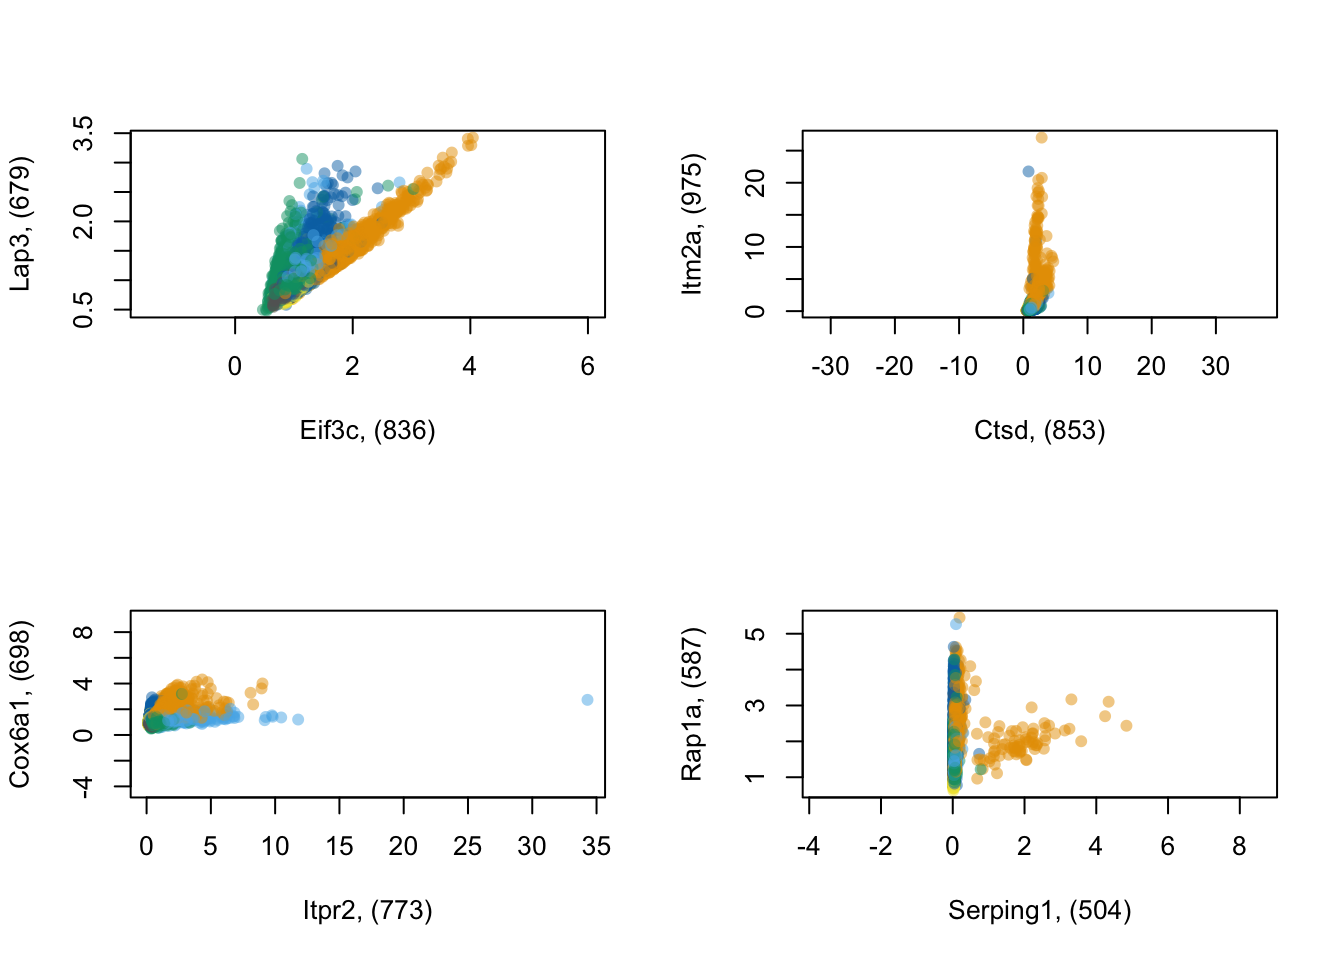 Lap3, (679)
0.5 2.0 3.5
0 2 4 6
Eif3c, (836)
Itm2a, (975)
0 10 20
-30 -20 -10 0 10 20 30
Ctsd, (853)
Cox6a1, (698)
-4 0 4 8
0 5 10 15 20 25 30 35
Itpr2, (773)
Rap1a, (587)
1 3 5
-4 -2 0 2 4 6 8
Serping1, (504)